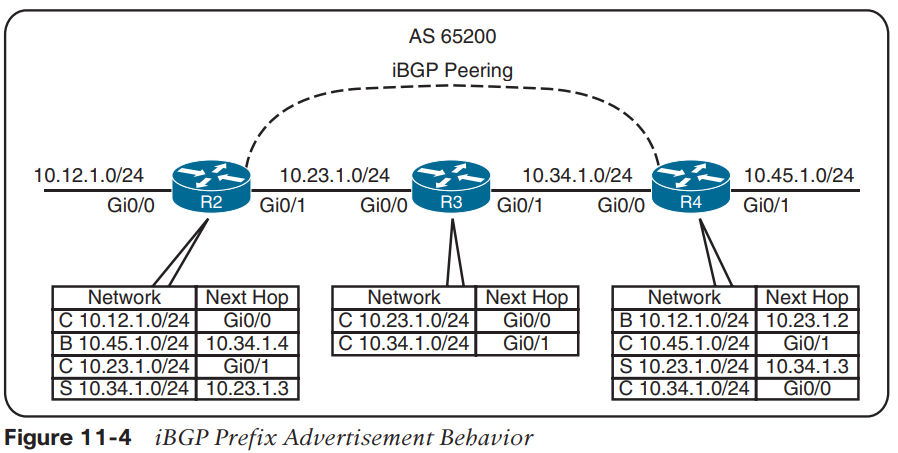 AS 65200
iBGP Peering
10.12.1.0/24 10.23.1.0/24 10.34.1.0/24 10.45.1.0/24
Gi0/0 R2 Gi0/1 Gi0/0 R3 Gi0/1 Gi0/0 R4 Gi0/1
Network Next Hop
C 10.12.1.0/24 Gi0/0
B 10.45.1.0/24 10.34.1.4
C 10.23.1.0/24 Gi0/1
S 10.34.1.0/24 10.23.1.3
Network Next Hop
C 10.23.1.0/24 Gi0/0
C 10.34.1.0/24 Gi0/1
Network Next Hop
B 10.12.1.0/24 10.23.1.2
C 10.45.1.0/24 Gi0/1
S 10.23.1.0/24 10.34.1.3
C 10.34.1.0/24 Gi0/0
Figure 11-4 iBGP Prefix Advertisement Behavior